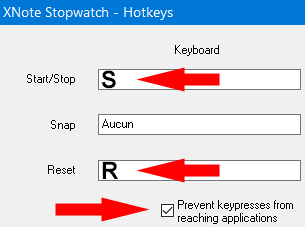 XNote Stopwatch - Hotkeys
Keyboard
Start/Stop S
Snap Aucun
Reset R
Prevent keypresses from
reaching applications